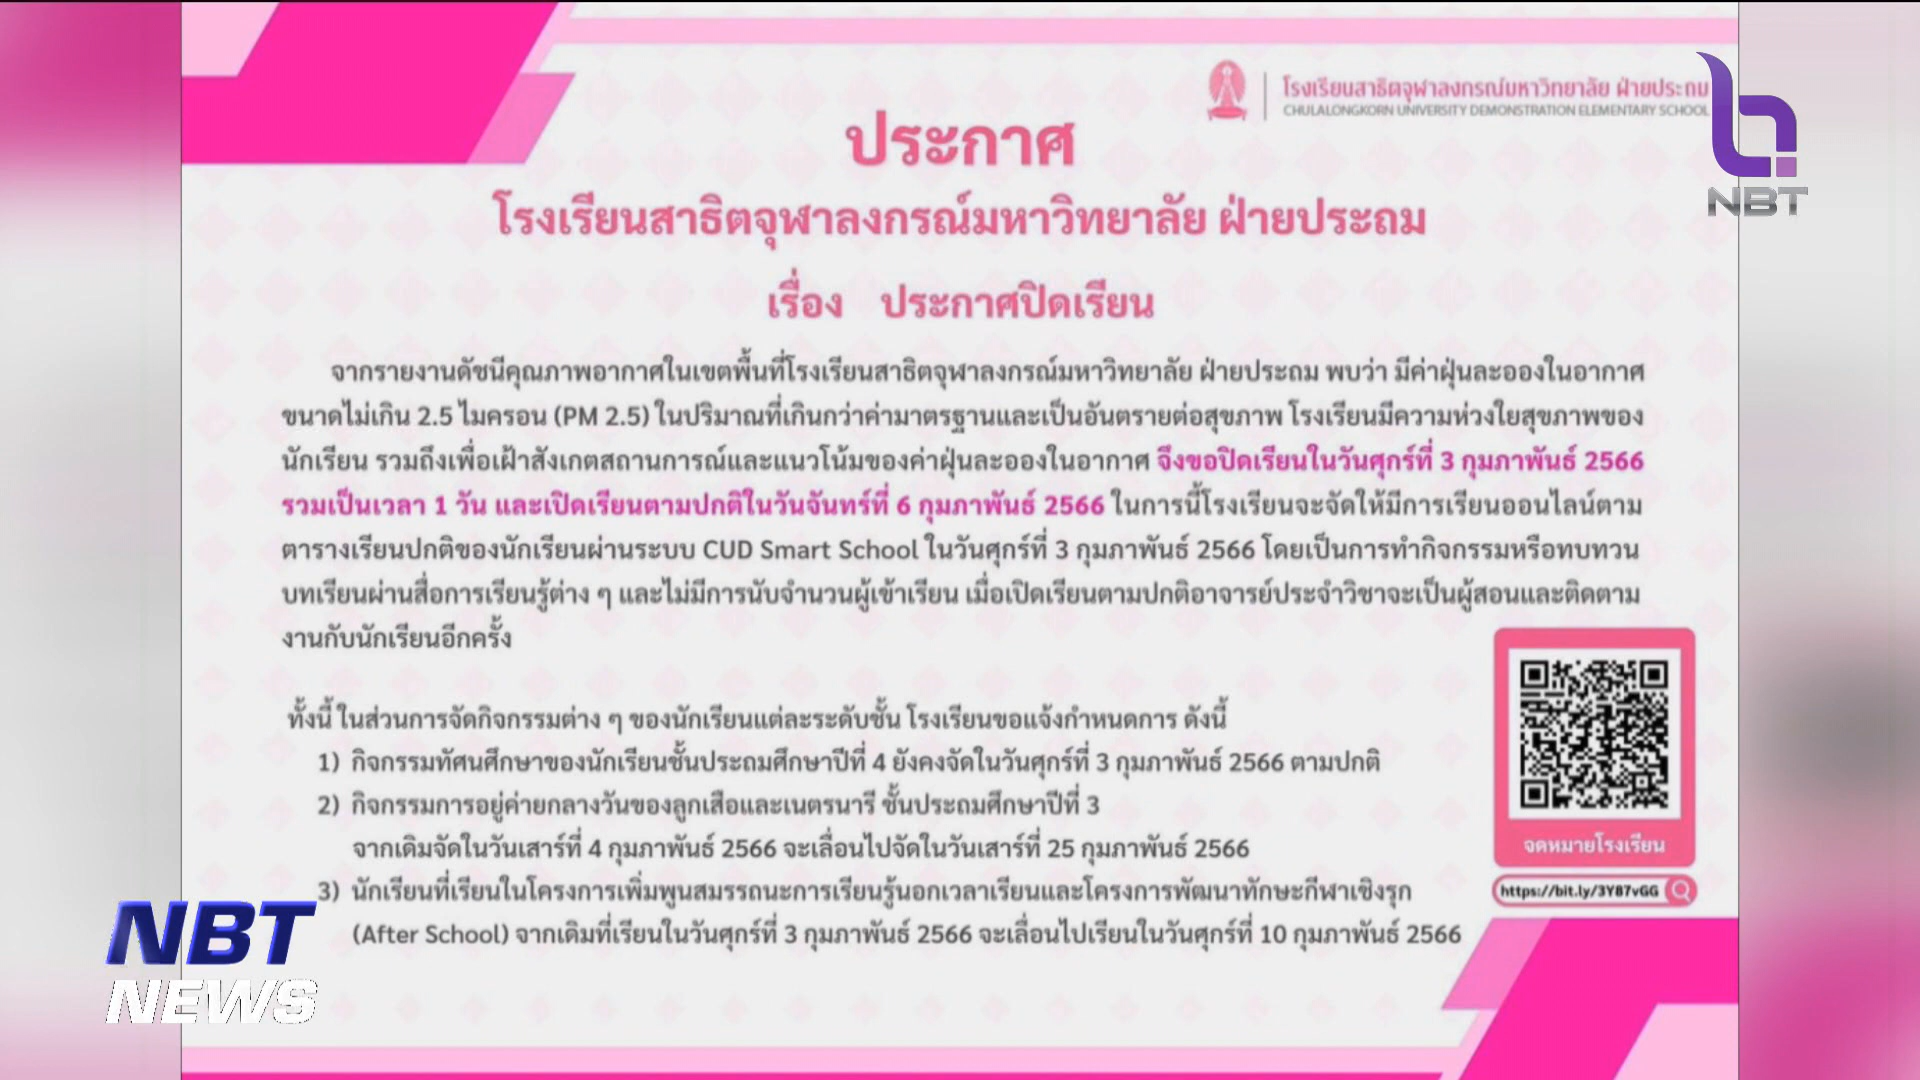 โรงเรียนสาธิตจุฬาลงกรณ์มหาวิทยาลัย ฝ่ายประถม
CHULALONGKORN UNIVERSITY DEMONSTRATION ELEMENTARY SCHOOL
NBT
ประกาศ
โรงเรียนสาธิตจุฬาลงกรณ์มหาวิทยาลัย ฝ่ายประถม
เรื่อง ประกาศปิดเรียน
จากรายงานดัชนีคุณภาพอากาศในเขตพื้นที่โรงเรียนสาธิตจุฬาลงกรณ์มหาวิทยาลัย ฝ่ายประถม พบว่า มีค่าฝุ่นละอองในอากาศ
ขนาดไม่เกิน 2.5 ไมครอน (PM 2.5) ในปริมาณที่เกินกว่าค่ามาตรฐานและเป็นอันตรายต่อสุขภาพ โรงเรียนมีความห่วงใยสุขภาพของ
นักเรียน รวมถึงเพื่อเฝ้าสังเกตสถานการณ์และแนวโน้มของค่าฝุ่นละอองในอากาศ จึงขอปิดเรียนในวันศุกร์ที่ 3 กุมภาพันธ์ 2566
รวมเป็นเวลา 1 วัน และเปิดเรียนตามปกติในวันจันทร์ที่ 6 กุมภาพันธ์ 2566 ในการนี้โรงเรียนจะจัดให้มีการเรียนออนไลน์ตาม
ตารางเรียนปกติของนักเรียนผ่านระบบ CUD Smart School ในวันศุกร์ที่ 3 กุมภาพันธ์ 2566 โดยเป็นการทำกิจกรรมหรือทบทวน
บทเรียนผ่านสื่อการเรียนรู้ต่าง ๆ และไม่มีการนับจำนวนผู้เข้าเรียน เมื่อเปิดเรียนตามปกติอาจารย์ประจำวิชาจะเป็นผู้สอนและติดตาม
งานกับนักเรียนอีกครั้ง
ทั้งนี้ ในส่วนการจัดกิจกรรมต่าง ๆ ของนักเรียนแต่ละระดับชั้น โรงเรียนขอแจ้งกำหนดการ ดังนี้
1) กิจกรรมทัศนศึกษาของนักเรียนชั้นประถมศึกษาปีที่ 4 ยังคงจัดในวันศุกร์ที่ 3 กุมภาพันธ์ 2566 ตามปกติ
2) กิจกรรมการอยู่ค่ายกลางวันของลูกเสือและเนตรนารี ชั้นประถมศึกษาปีที่ 3
จากเดิมจัดในวันเสาร์ที่ 4 กุมภาพันธ์ 2566 จะเลื่อนไปจัดในวันเสาร์ที่ 25 กุมภาพันธ์ 2566
3) นักเรียนที่เรียนในโครงการเพิ่มพูนสมรรถนะการเรียนรู้นอกเวลาเรียนและโครงการพัฒนาทักษะกีฬาเชิงรุก
(After School) จากเดิมที่เรียนในวันศุกร์ที่ 3 กุมภาพันธ์ 2566 จะเลื่อนไปเรียนในวันศุกร์ที่ 10 กุมภาพันธ์ 2566
จดหมายโรงเรียน
https://bit.ly/3Y87vGG
NBT
NEWS